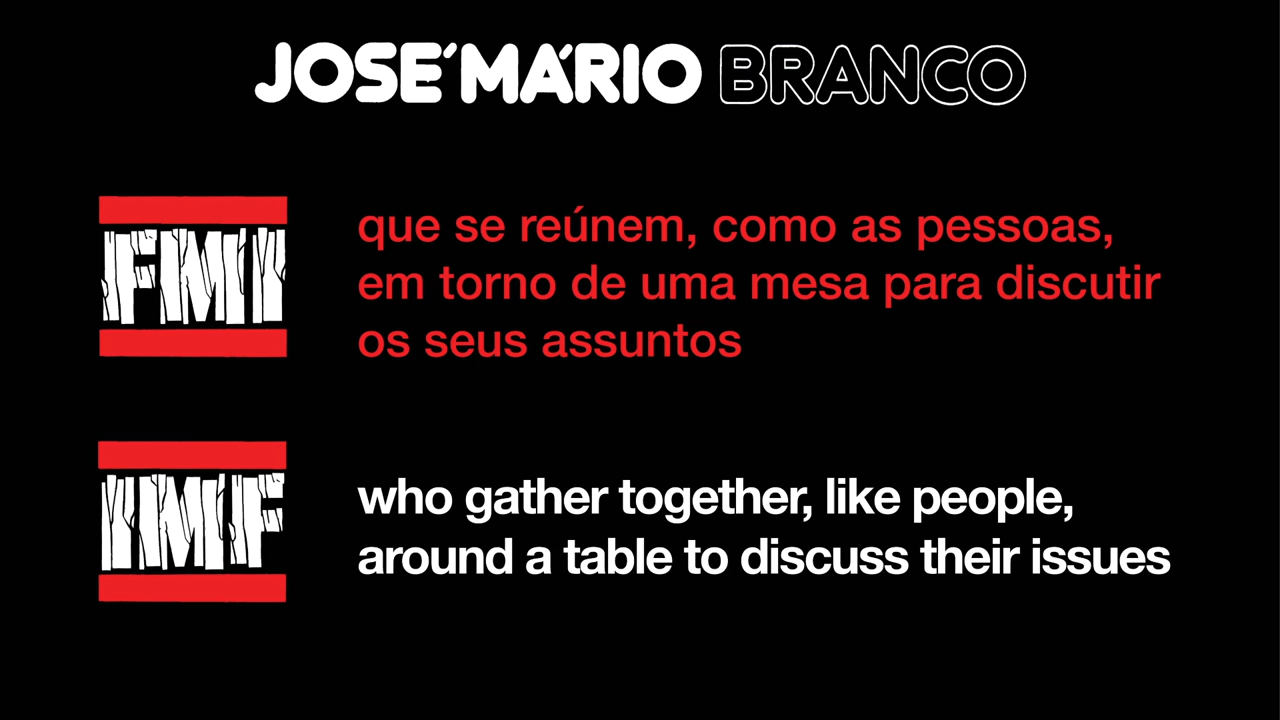 JOSÉ MÁRIO BRANCO
FMI
que se reúnem, como as pessoas,
em torno de uma mesa para discutir
os seus assuntos
IMF
who gather together, like people,
around a table to discuss their issues